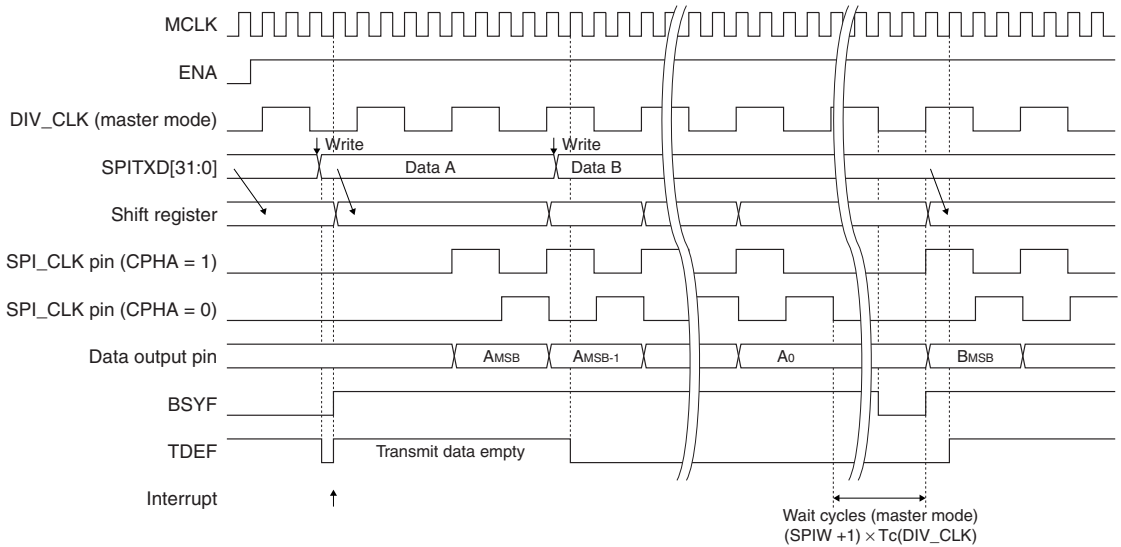 MCLK
ENA
DIV_CLK (master mode)
Write Write
SPITXD[31:0] Data A Data B
Shift register
SPI_CLK pin (CPHA = 1)
SPI_CLK pin (CPHA = 0)
Data output pin AMSB AMSB-1 A0 BMSB
BSYF
TDEF Transmit data empty
Interrupt
Wait cycles (master mode)
(SPIW +1) × Tc(DIV_CLK)